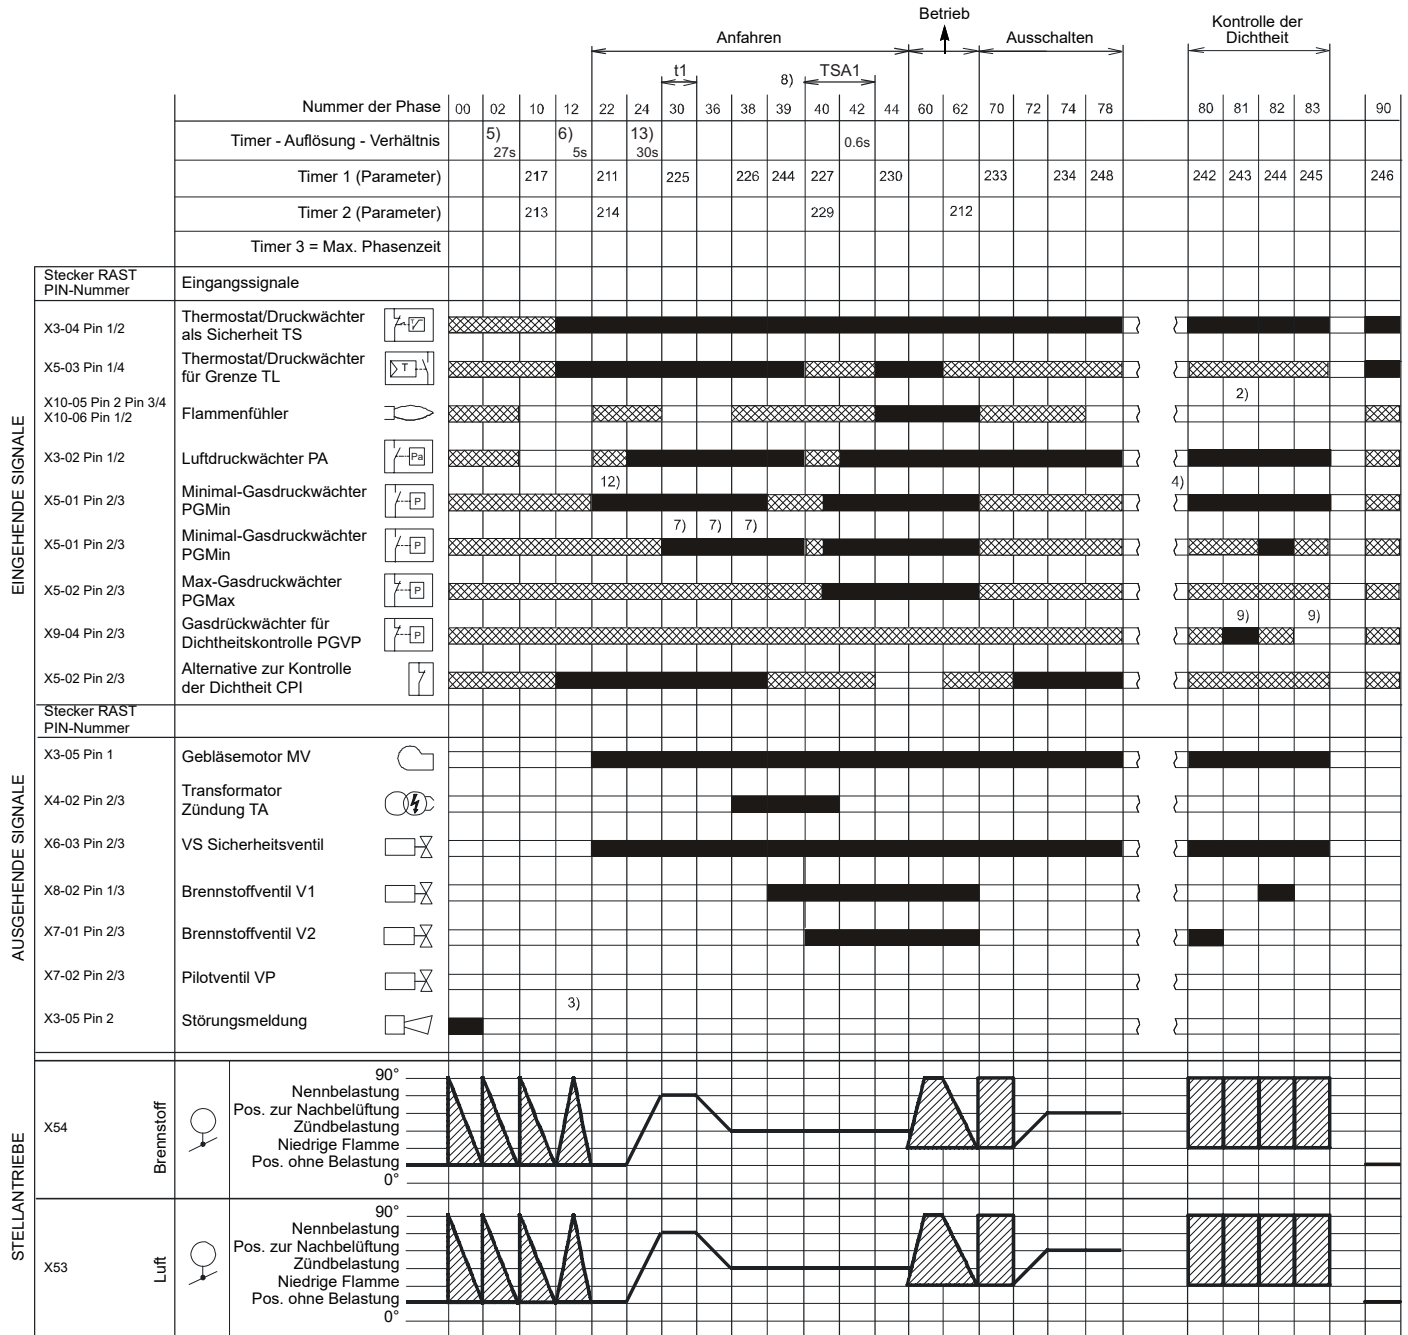 Betrieb
Anfahren
Ausschalten
Kontrolle der
Dichtheit
t1
8)
TSA1
Nummer der Phase 00 02 10 12 22 24 30 36 38 39 40 42 44 60 62 70 72 74 78 80 81 82 83 90
Timer - Auflösung - Verhältnis 5) 27s 6) 5s 13) 30s 0.6s
Timer 1 (Parameter) 217 211 225 226 244 227 230 233 234 248 242 243 244 245 246
Timer 2 (Parameter) 213 214 229 212
Timer 3 = Max. Phasenzeit
EINGEHENDE SIGNALE
Stecker RAST
PIN-Nummer
Eingangssignale
X3-04 Pin 1/2
Thermostat/Druckwächter
als Sicherheit TS
X5-03 Pin 1/4
Thermostat/Druckwächter
für Grenze TL
T
2)
X10-05 Pin 2 Pin 3/4
X10-06 Pin 1/2
Flammenfühler
X3-02 Pin 1/2
Luftdruckwächter PA
Pa
12)
4)
X5-01 Pin 2/3
Minimal-Gasdruckwächter
PGMin
P
7) 7) 7)
X5-01 Pin 2/3
Minimal-Gasdruckwächter
PGMin
P
X5-02 Pin 2/3
Max-Gasdruckwächter
PGMax
P
9) 9)
X9-04 Pin 2/3
Gasdrückwächter für
Dichtheitskontrolle PGVP
P
X5-02 Pin 2/3
Alternative zur Kontrolle
der Dichtheit CPI
AUSGEHENDE SIGNALE
Stecker RAST
PIN-Nummer
X3-05 Pin 1
Gebläsemotor MV
X4-02 Pin 2/3
Transformator
Zündung TA
X6-03 Pin 2/3
VS Sicherheitsventil
X8-02 Pin 1/3
Brennstoffventil V1
X7-01 Pin 2/3
Brennstoffventil V2
X7-02 Pin 2/3
Pilotventil VP
3)
X3-05 Pin 2
Störungsmeldung
STELLANTRIEBE
X54
Brennstoff
90°
Nennbelastung
Pos. zur Nachbelüftung
Zündbelastung
Niedrige Flamme
Pos. ohne Belastung
0°
X53
Luft
90°
Nennbelastung
Pos. zur Nachbelüftung
Zündbelastung
Niedrige Flamme
Pos. ohne Belastung
0°